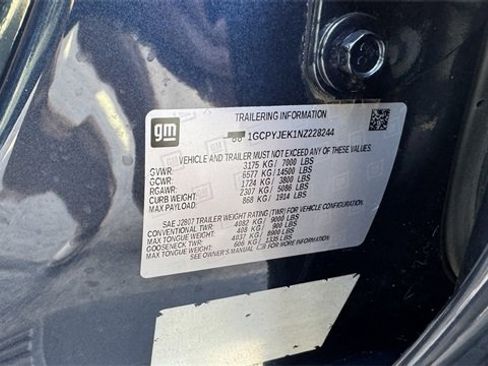 gm
TRAILERING INFORMATION
1GCPYJEK1NZ228244
VEHICLE AND TRAILER MUST NOT EXCEED ANY OF THESE VALUES.
GVWR: 3175 KG / 7000 LBS
GCWR: 6577 KG / 14500 LBS
RGAWR: 1724 KG / 3800 LBS
CURB WEIGHT: 2307 KG / 5086 LBS
MAX PAYLOAD: 868 KG / 1914 LBS
SAE J2807 TRAILER WEIGHT RATING (TWR) FOR VEHICLE CONFIGURATION.
CONVENTIONAL TWR: 4082 KG / 9000 LBS
MAX TONGUE WEIGHT: 408 KG / 900 LBS
GOOSENECK TWR: 4037 KG / 8900 LBS
MAX TONGUE WEIGHT: 606 KG / 1335 LBS
SEE OWNER'S MANUAL FOR MORE INFORMATION